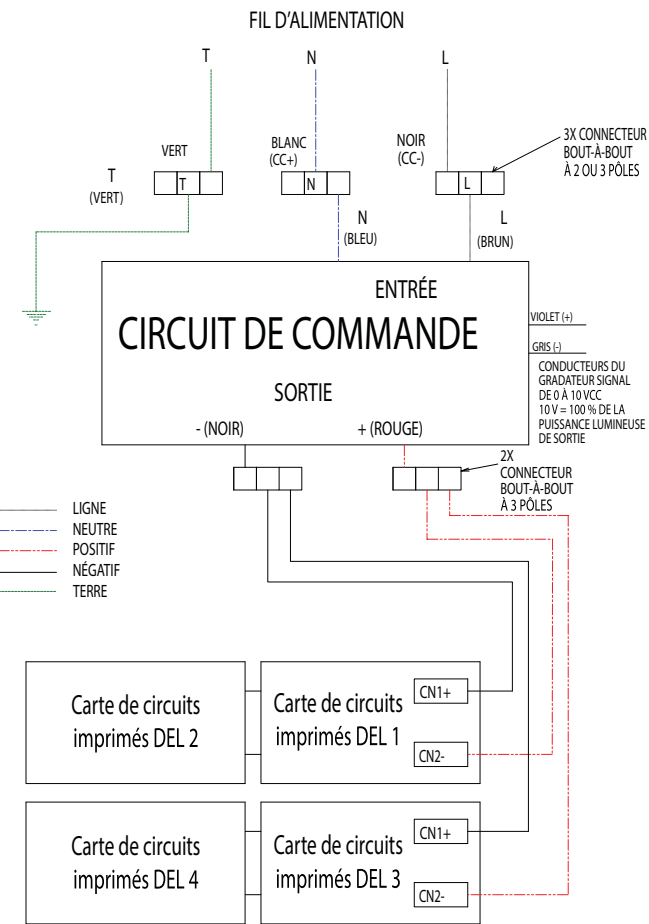 FIL D'ALIMENTATION
T
N
L
VERT
BLANC
(CC+)
NOIR
(CC-)
3X CONNECTEUR
BOUT-À-BOUT
À 2 OU 3 PÔLES
T
(VERT)
T
N
L
N
(BLEU)
L
(BRUN)
ENTRÉE
CIRCUIT DE COMMANDE
SORTIE
- (NOIR)
+ (ROUGE)
VIOLET (+)
GRIS (-)
CONDUCTEURS DU
GRADATEUR SIGNAL
DE 0 À 10 VCC
10 V = 100 % DE LA
PUISSANCE LUMINEUSE
DE SORTIE
2X
CONNECTEUR
BOUT-À-BOUT
À 3 PÔLES
LIGNE
NEUTRE
POSITIF
NÉGATIF
TERRE
Carte de circuits
imprimés DEL 2
Carte de circuits
imprimés DEL 1
CN1+
CN2-
Carte de circuits
imprimés DEL 4
Carte de circuits
imprimés DEL 3
CN1+
CN2-